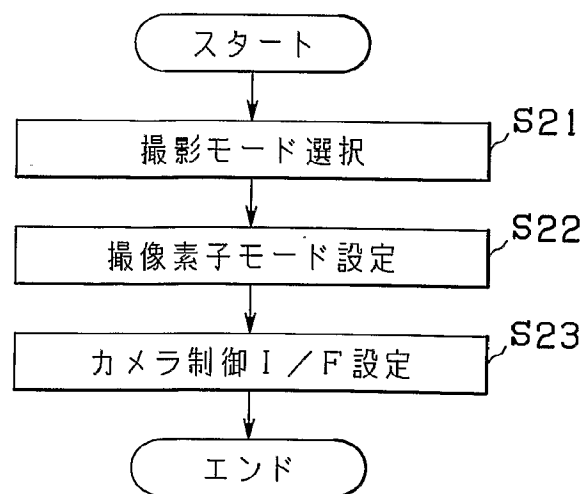 スタート
撮影モード選択
S21
撮像素子モード設定
S22
カメラ制御I/F設定
S23
エンド